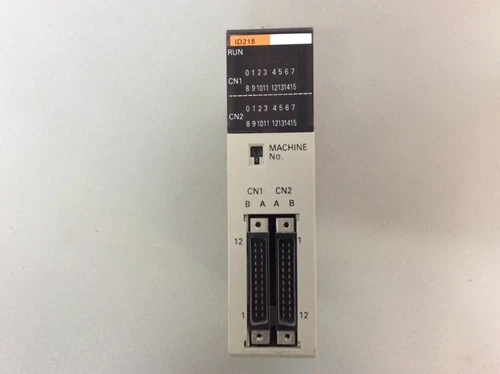 ID215
RUN
0 1 2 3 4 5 6 7
CN1
8 9 10 11 12 13 14 15
0 1 2 3 4 5 6 7
CN2
8 9 10 11 12 13 14 15
MACHINE
No.
CN1 CN2
B A A B
12 1
1 12